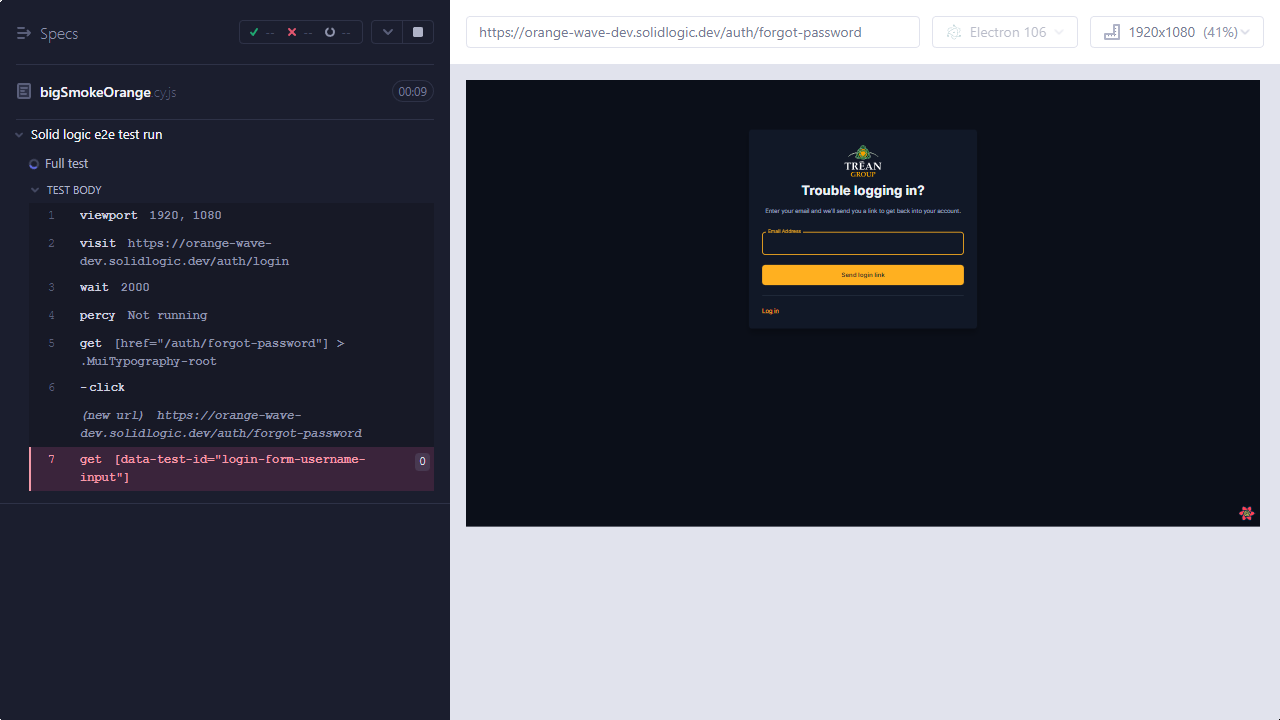 Specs
-- -- --
bigSmokeOrange.cy.js
00:09
Solid logic e2e test run
Full test
TEST BODY
1 viewport 1920, 1080
2 visit https://orange-wave-
dev.solidlogic.dev/auth/login
3 wait 2000
4 percy Not running
5 get [href="/auth/forgot-password"] >
.MuiTypography-root
6 -click
(new url) https://orange-wave-
dev.solidlogic.dev/auth/forgot-password
7 get [data-test-id="login-form-username-
input"]
0
https://orange-wave-dev.solidlogic.dev/auth/forgot-password
Electron 106
1920x1080 (41%)
TRĒAN
GROUP
Trouble logging in?
Enter your email and we'll send you a link to get back into your account.
Email Address
Send login link
Log in